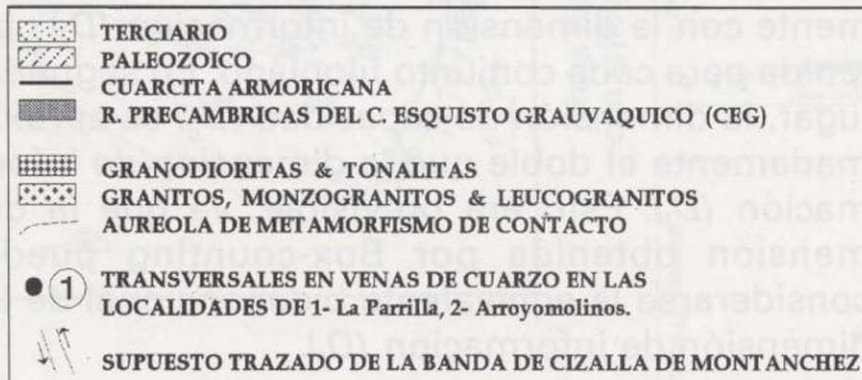 TERCIARIO
PALEOZOICO
CUARCITA ARMORICANA
R. PRECAMBRICAS DEL C. ESQUISTO GRAUVAQUICO (CEG)
GRANODIORITAS & TONALITAS
GRANITOS, MONZOGRANITOS & LEUCOGRANITOS
AUREOLA DE METAMORFISMO DE CONTACTO
1 TRANSVERSALES EN VENAS DE CUARZO EN LAS
LOCALIDADES DE 1- La Parrilla, 2- Arroyomolinos.
SUPUESTO TRAZADO DE LA BANDA DE CIZALLA DE MONTANCHEZ